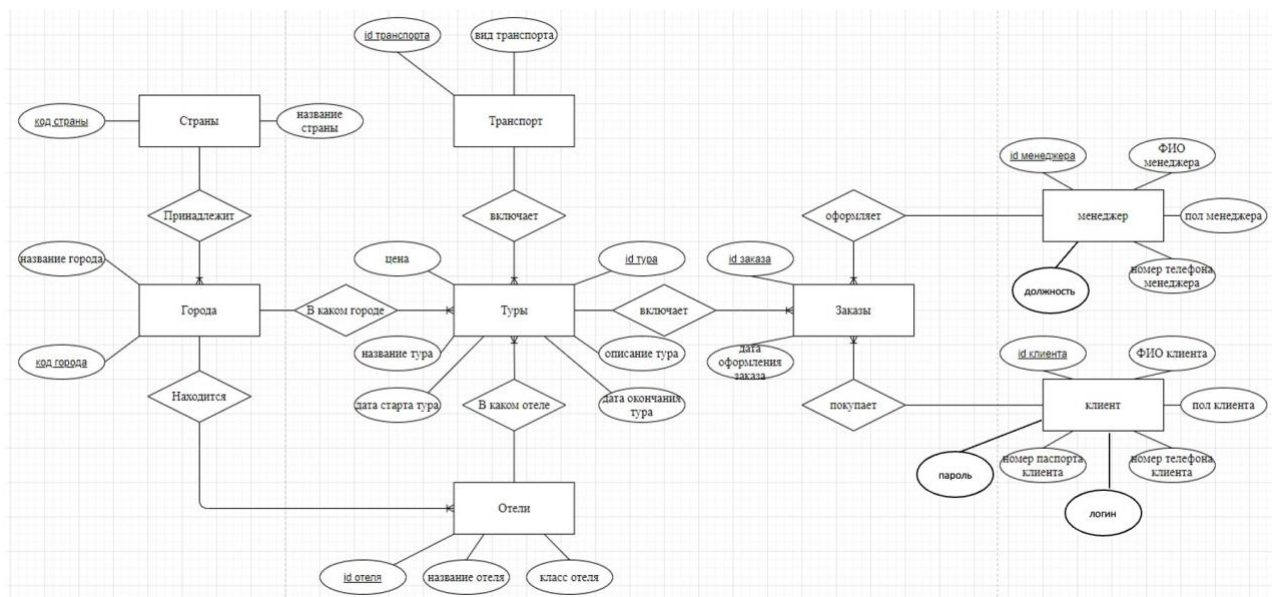 id транспорта
вид транспорта
код страны
Страны
название
страны
Транспорт
id менеджера
ФИО
менеджера
Принадлежит
включает
оформляет
менеджер
пол менеджера
название города
цена
id тура
id заказа
номер телефона
менеджера
должность
Города
В каком городе
Туры
включает
Заказы
код города
название тура
описание тура
дата
оформления
заказа
id клиента
ФИО клиента
Находится
дата старта тура
В каком отеле
дата окончания
тура
покупает
клиент
пол клиента
пароль
номер паспорта
клиента
номер телефона
клиента
Отели
логин
id отеля
название отеля
класс отеля